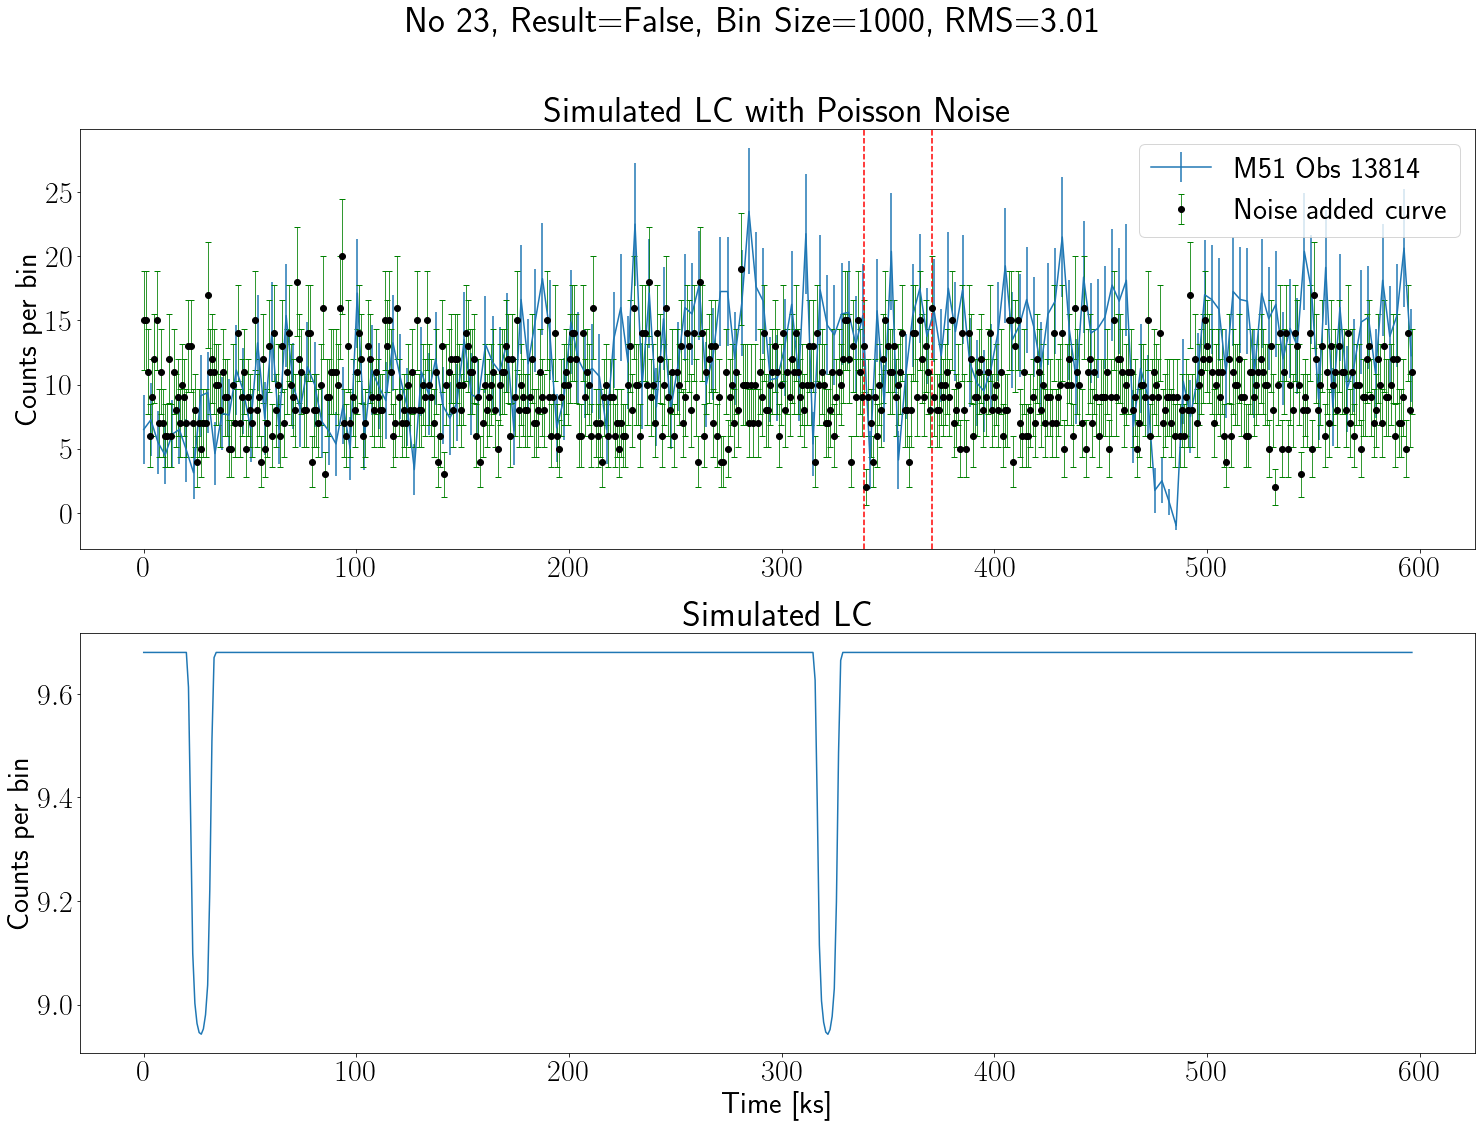 No 23, Result=False, Bin Size=1000, RMS=3.01
Simulated LC with Poisson Noise
Counts per bin
25
20
15
10
5
0
M51 Obs 13814
Noise added curve
0 100 200 300 400 500 600
Simulated LC
Counts per bin
9.6
9.4
9.2
9.0
0 100 200 300 400 500 600
Time [ks]